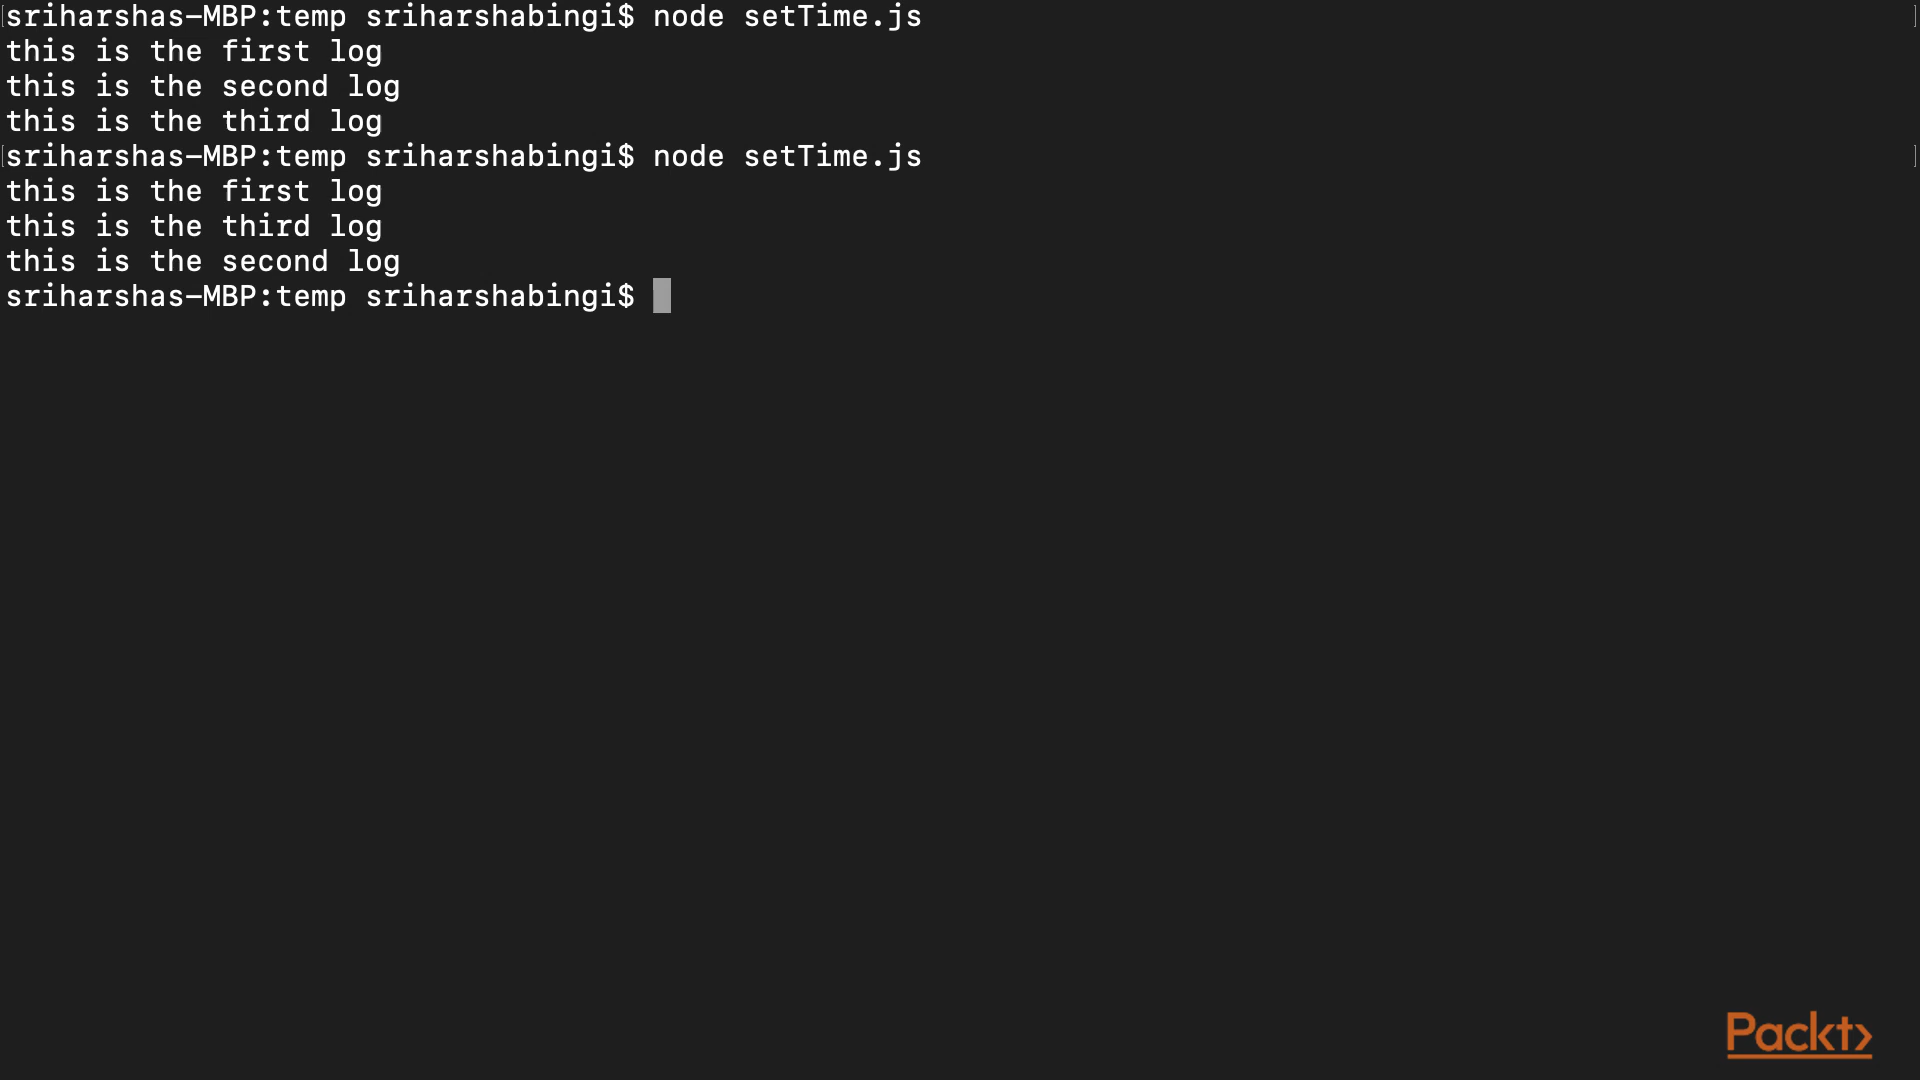 [sriharshas-MBP:temp sriharshabingi$ node setTime.js ]
this is the first log
this is the second log
this is the third log
[sriharshas-MBP:temp sriharshabingi$ node setTime.js ]
this is the first log
this is the third log
this is the second log
sriharshas-MBP:temp sriharshabingi$
Packt>